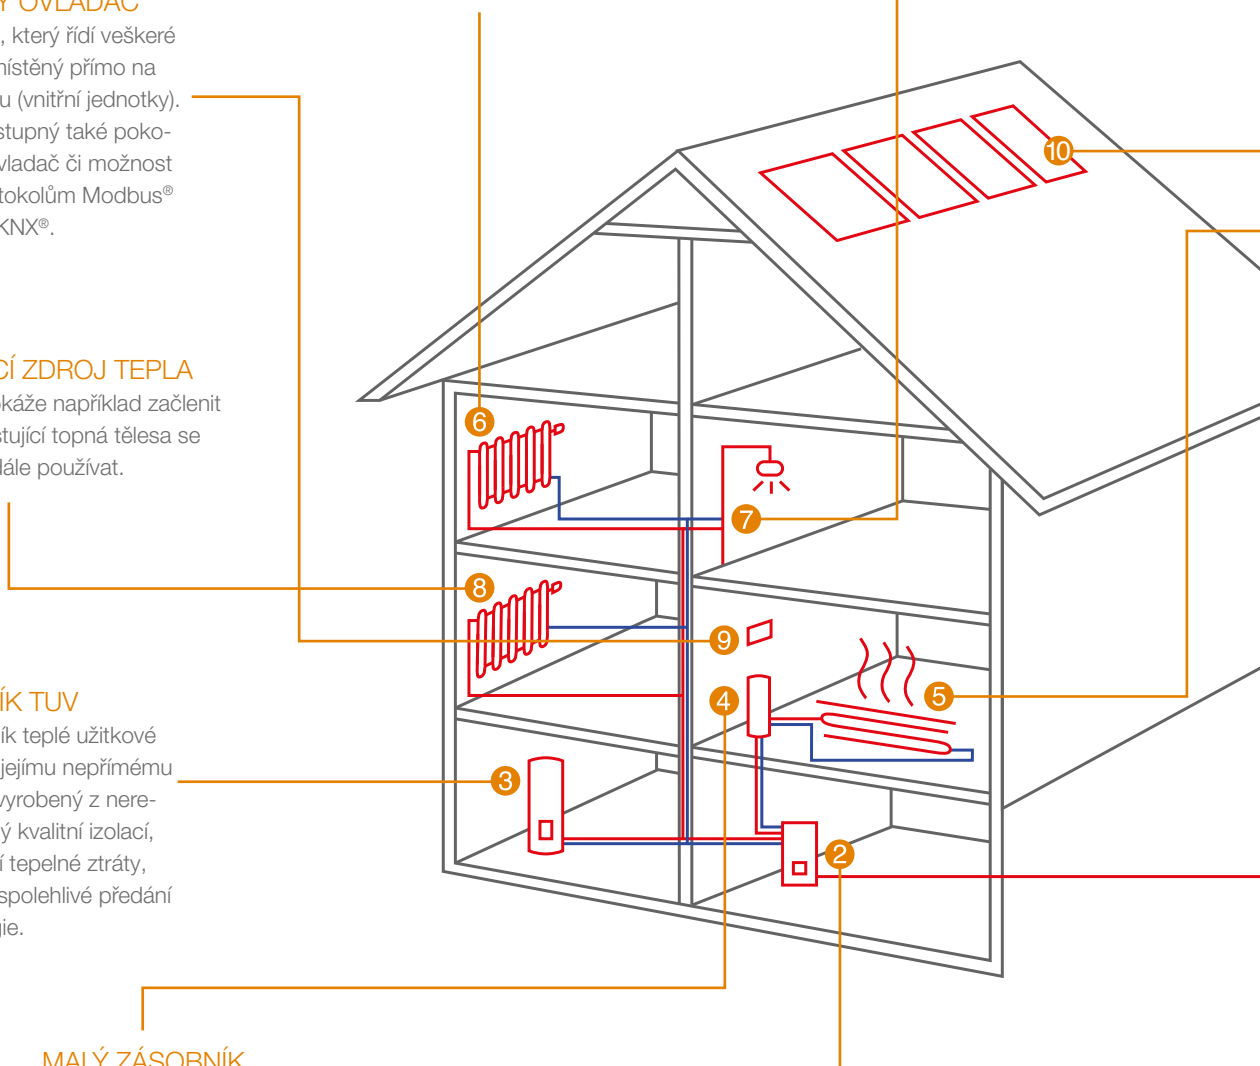 OVLADAČ
, který řídí veškeré
místěný přímo na
u (vnitřní jednotky).
stupný také poko-
vladač či možnost
tokolům Modbus®
KNX®.
CÍ ZDROJ TEPLA
okáže například začlenit
stující topná tělesa se
dále používat.
ÍK TUV
ík teplé užitkové
jejímu nepřímému
vyrobený z nere-
ý kvalitní izolací,
í tepelné ztráty,
spolehlivé předání
gie.
MALÝ ZÁSOBNÍK
10
6
7
8
9
4
5
3
2